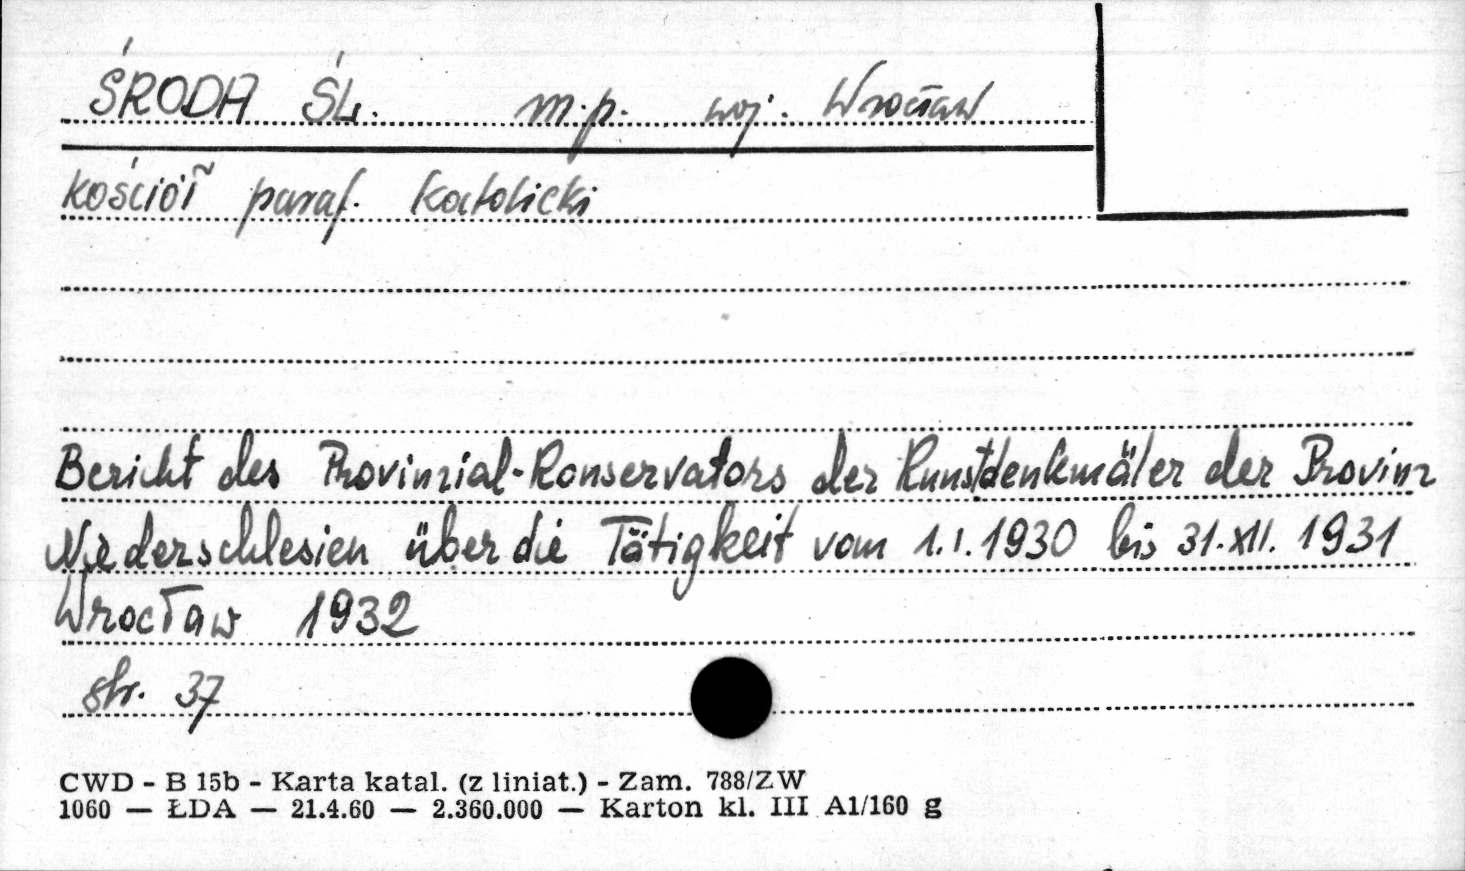 ŚRODA ŚL. m.p. woj. Wrocław
kościół paraf. katolicki
Bericht des Provinzial-Konservators der Kunstdenkmäler der Provinz
Niederschlesien über die Tätigkeit vom 1.I.1930 bis 31.XII.1931
Wrocław 1932
str. 37
CWD - B 15b - Karta katal. (z liniat.) - Zam. 788/ZW
1060 — ŁDA — 21.4.60 — 2.360.000 — Karton kl. III A1/160 g